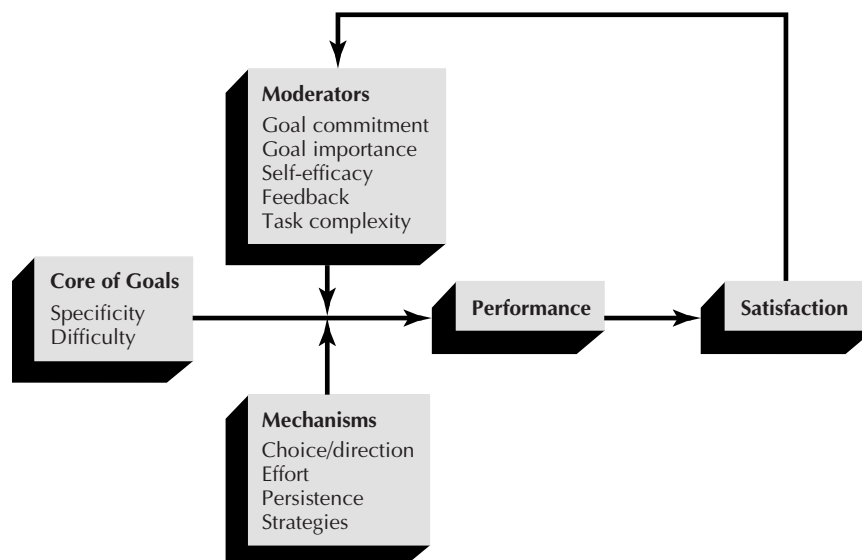 Moderators
Goal commitment
Goal importance
Self-efficacy
Feedback
Task complexity
Core of Goals
Specificity
Difficulty
Performance
Satisfaction
Mechanisms
Choice/direction
Effort
Persistence
Strategies